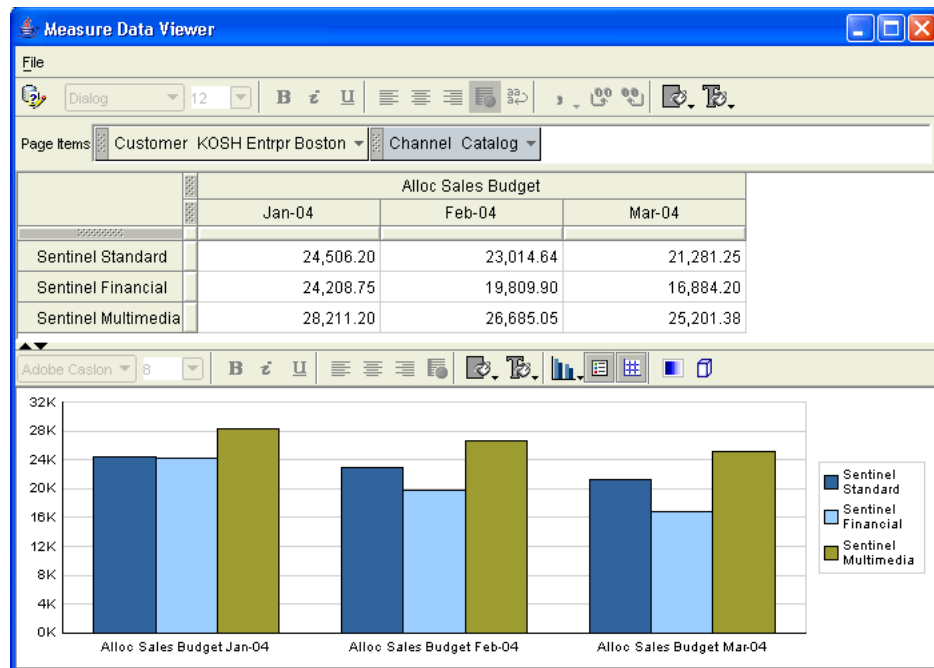 Measure Data Viewer
File
Dialog 12 B i U
Page Items Customer KOSH Entrpr Boston Channel Catalog
Alloc Sales Budget
Jan-04 Feb-04 Mar-04
Sentinel Standard 24,506.20 23,014.64 21,281.25
Sentinel Financial 24,208.75 19,809.90 16,884.20
Sentinel Multimedia 28,211.20 26,685.05 25,201.38
Adobe Caslon 8 B i U
32K
28K
24K
20K
16K
12K
8K
4K
0K
Alloc Sales Budget Jan-04 Alloc Sales Budget Feb-04 Alloc Sales Budget Mar-04
Sentinel
Standard
Sentinel
Financial
Sentinel
Multimedia